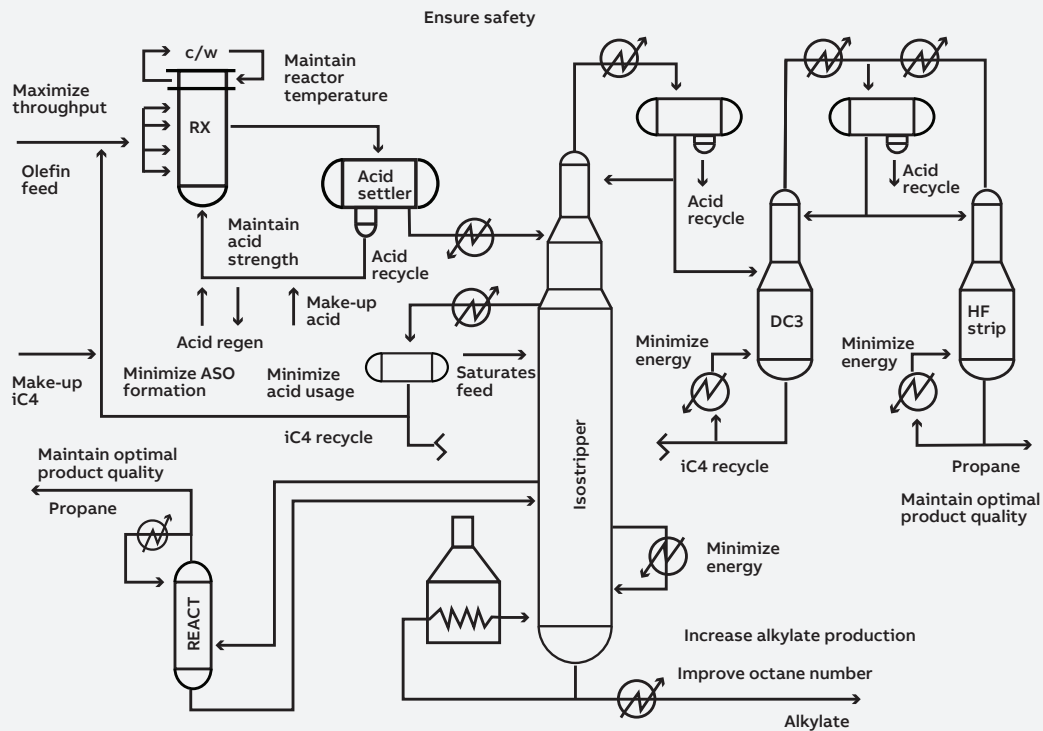 Ensure safety
c/w
Maintain
reactor
temperature
Maximize
throughput
RX
Olefin
feed
Acid
settler
Acid
recycle
Acid
recycle
Maintain
acid
strength
Acid
recycle
Make-up
acid
Acid regen
DC3
HF
strip
Minimize
energy
Minimize
energy
Make-up
iC4
Minimize ASO
formation
Minimize
acid usage
Saturates
feed
iC4 recycle
Isostripper
iC4 recycle
Propane
Maintain optimal
product quality
Maintain optimal
product quality
Propane
Minimize
energy
REACT
Increase alkylate production
Improve octane number
Alkylate